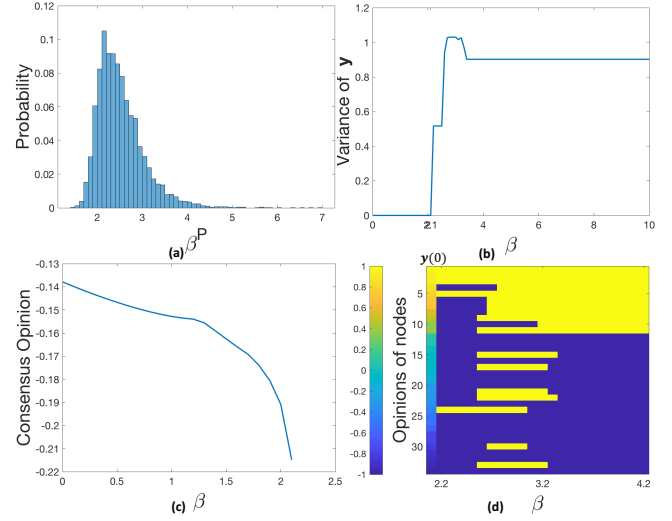 0.12
0.1
0.08
0.06
0.04
0.02
0
Probability
2 3 4 5 6 7
β^P
(a)
1.2
1
0.8
0.6
0.4
0.2
0
Variance of y
0 2 2.1 4 6 8 10
β
(b)
-0.13
-0.14
-0.15
-0.16
-0.17
-0.18
-0.19
-0.2
-0.21
-0.22
Consensus Opinion
0 0.5 1 1.5 2 2.5
β
(c)
1
0.8
0.6
0.4
0.2
0
-0.2
-0.4
-0.6
-0.8
-1
y(0)
5
10
15
20
25
30
Opinions of nodes
2.2 3.2 4.2
β
(d)